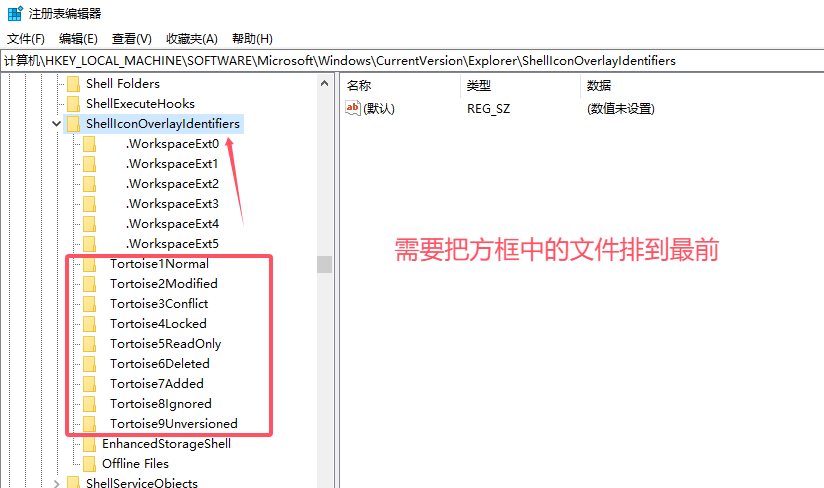 注册表编辑器
文件(F) 编辑(E) 查看(V) 收藏夹(A) 帮助(H)
计算机\HKEY_LOCAL_MACHINE\SOFTWARE\Microsoft\Windows\CurrentVersion\Explorer\ShellIconOverlayIdentifiers
Shell Folders
ShellExecuteHooks
ShellIconOverlayIdentifiers
.WorkspaceExt0
.WorkspaceExt1
.WorkspaceExt2
.WorkspaceExt3
.WorkspaceExt4
.WorkspaceExt5
Tortoise1Normal
Tortoise2Modified
Tortoise3Conflict
Tortoise4Locked
Tortoise5ReadOnly
Tortoise6Deleted
Tortoise7Added
Tortoise8Ignored
Tortoise9Unversioned
EnhancedStorageShell
Offline Files
ShellServiceObjects
名称 类型 数据
ab (默认) REG_SZ (数值未设置)
需要把方框中的文件排到最前